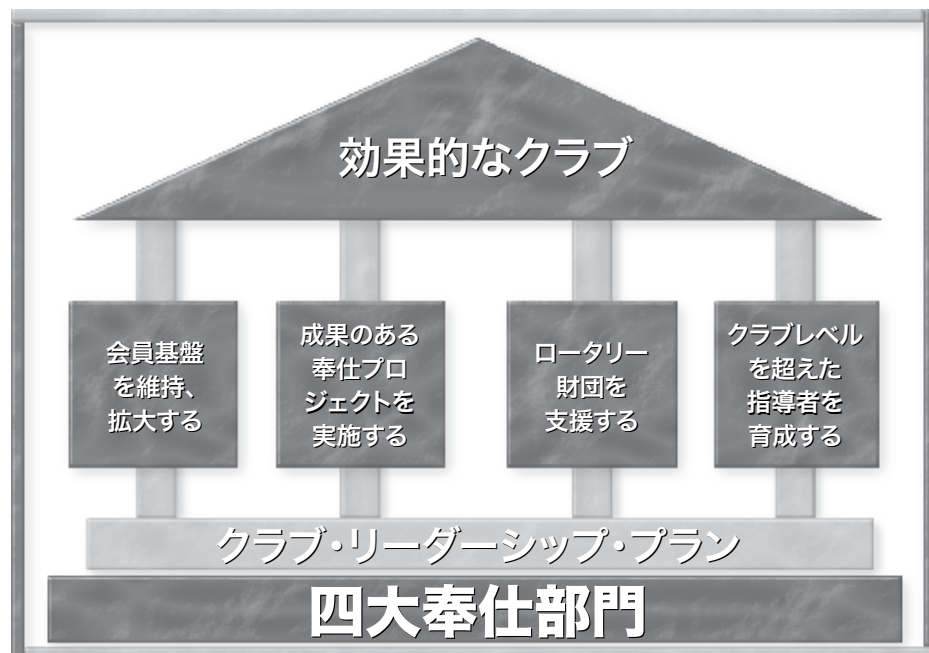 効果的なクラブ
会員基盤
を維持、
拡大する
成果のある
奉仕プロ
ジェクトを
実施する
ロータリー
財団を
支援する
クラブレベル
を超えた
指導者を
育成する
クラブ・リーダーシップ・プラン
四大奉仕部門